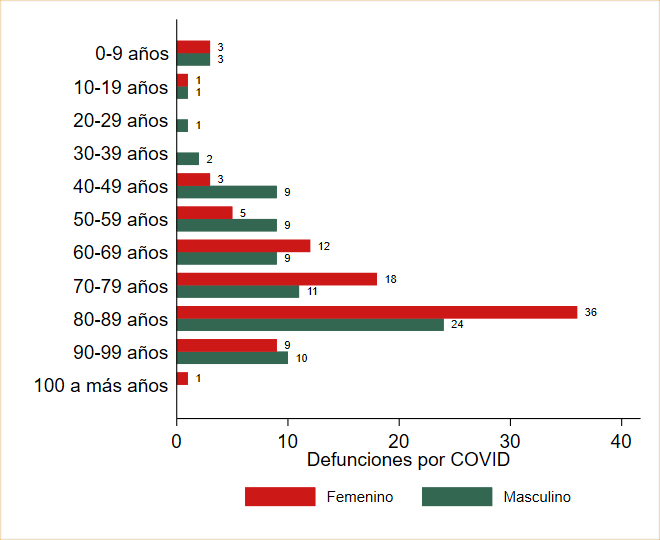 0-9 años
3
3
10-19 años
1
1
20-29 años
1
30-39 años
2
40-49 años
3
9
50-59 años
5
9
60-69 años
12
9
70-79 años
18
11
80-89 años
36
24
90-99 años
9
10
100 a más años
1
0 10 20 30 40
Defunciones por COVID
Femenino Masculino